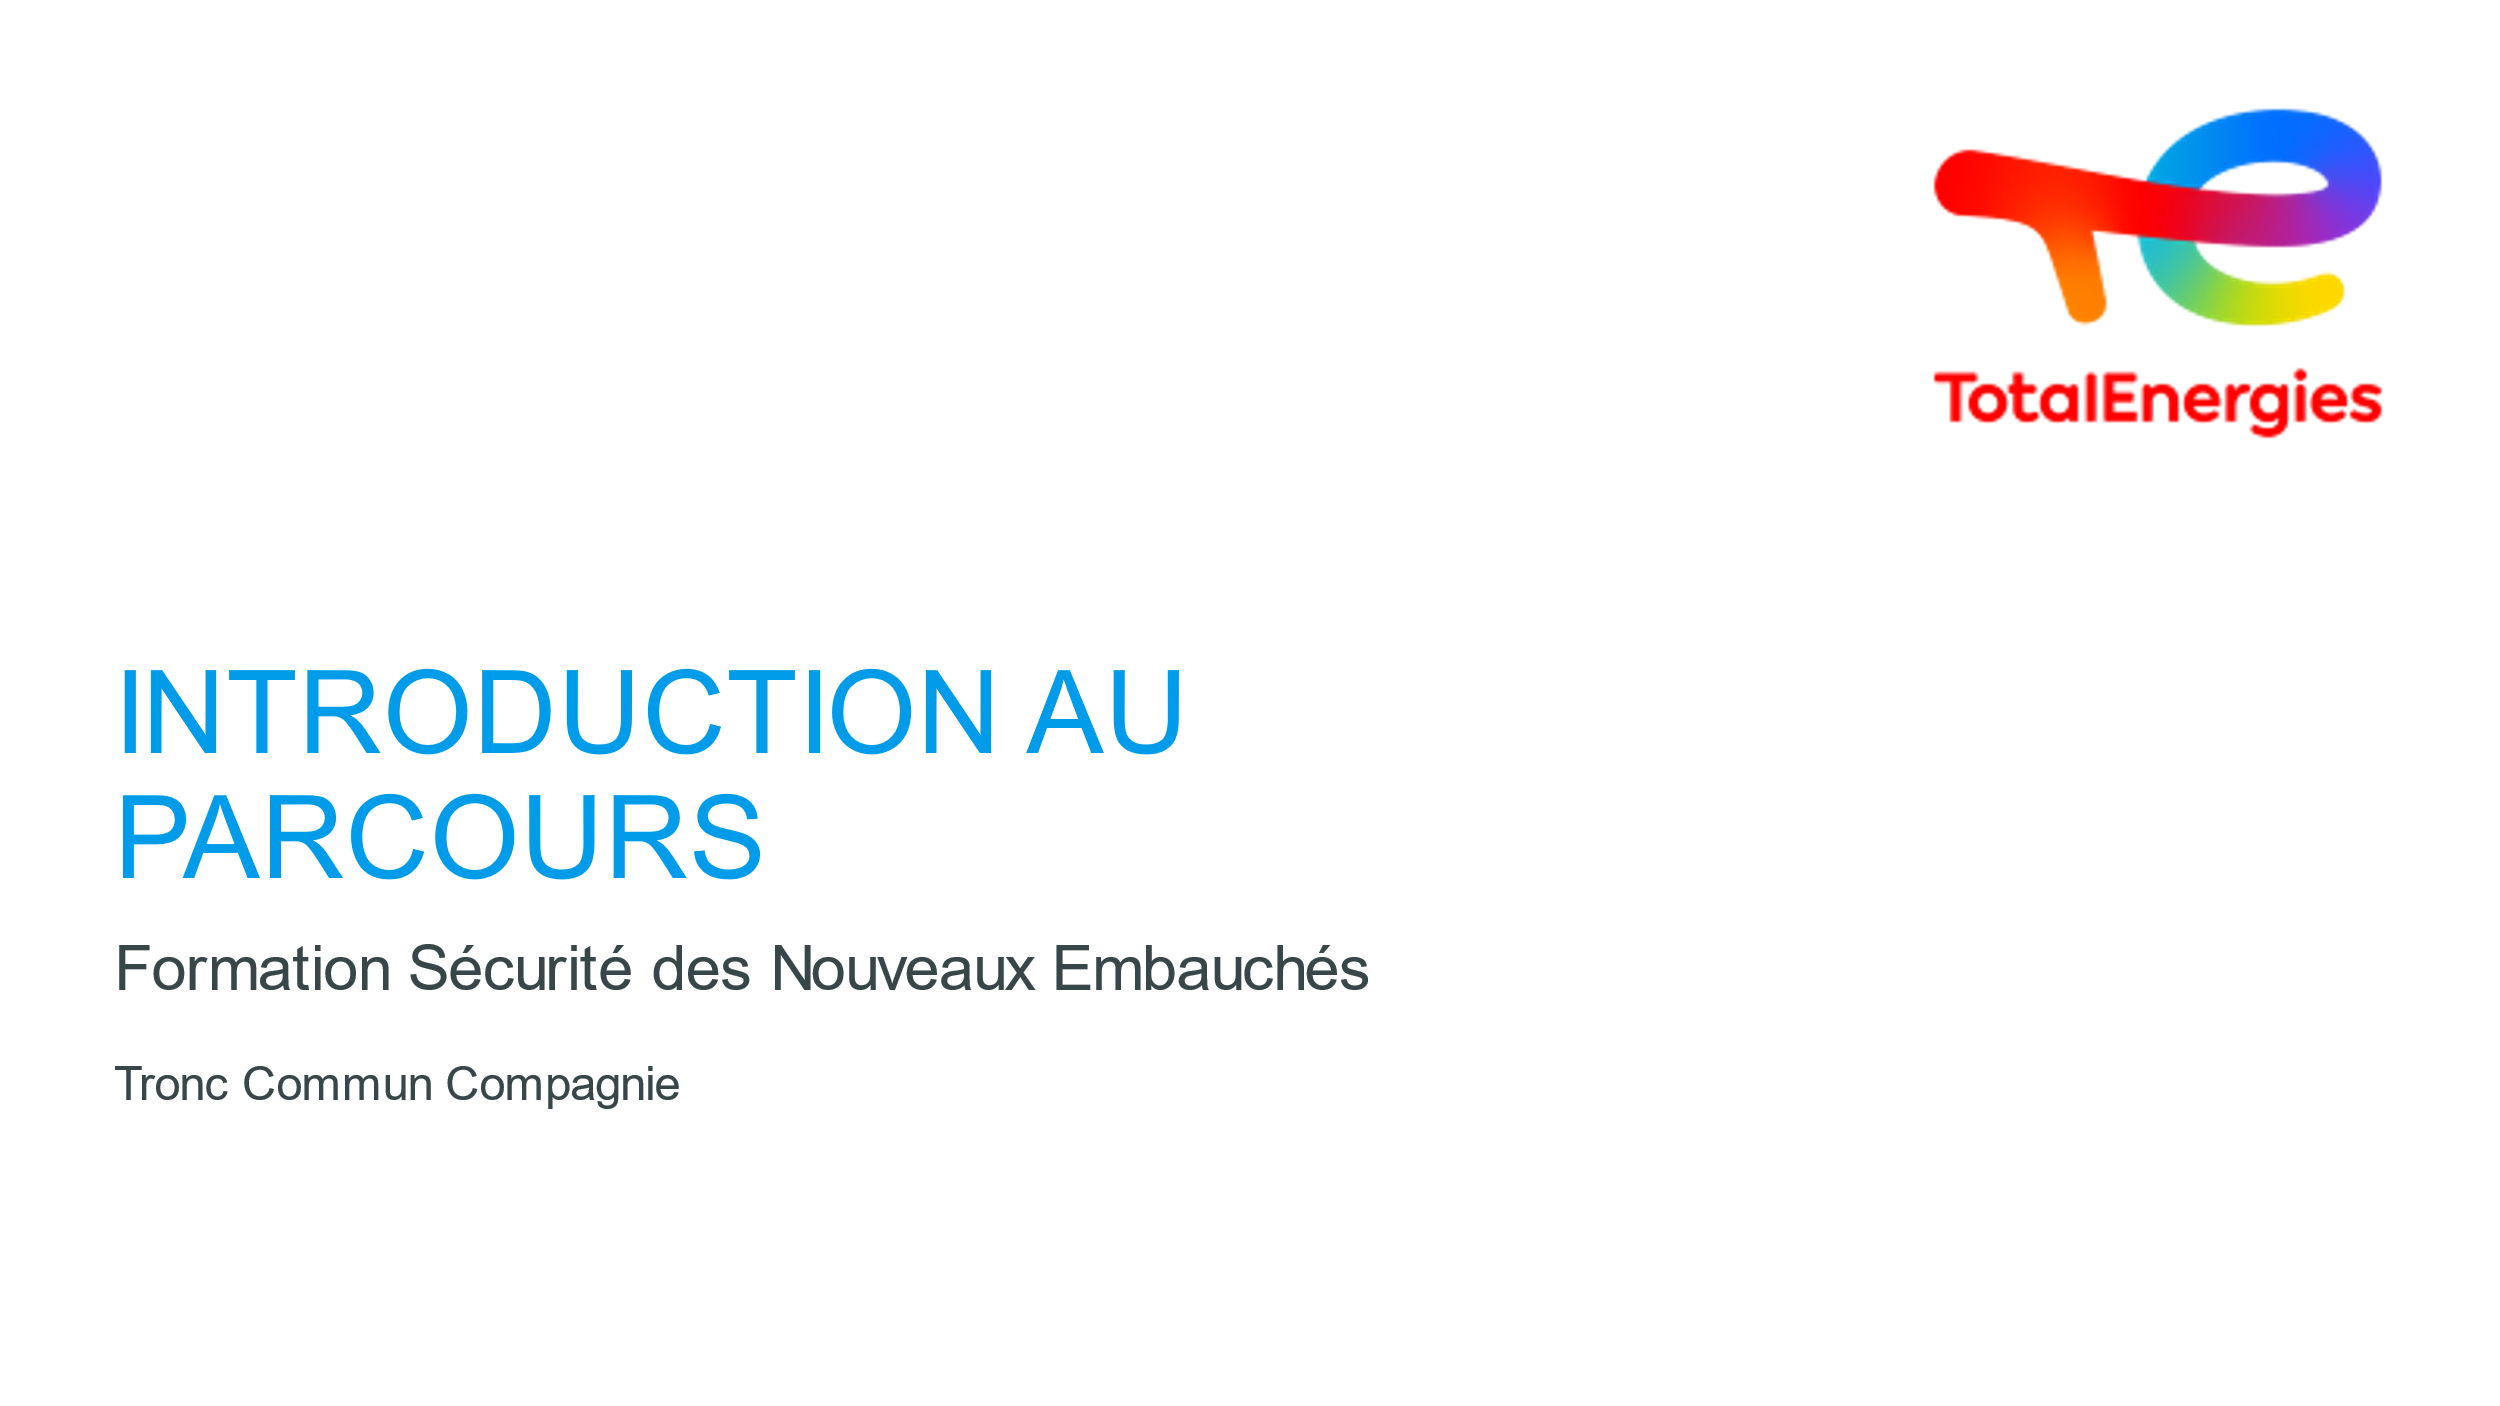 TotalEnergies
INTRODUCTION AU
PARCOURS
Formation Sécurité des Nouveaux Embauchés
Tronc Commun Compagnie